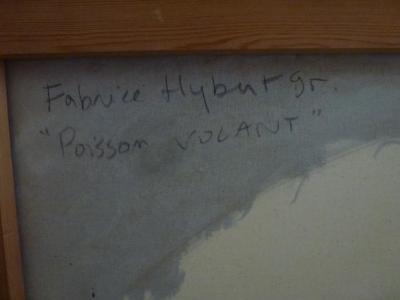 Fabrice Hybert gr.
"Poisson VOLANT"